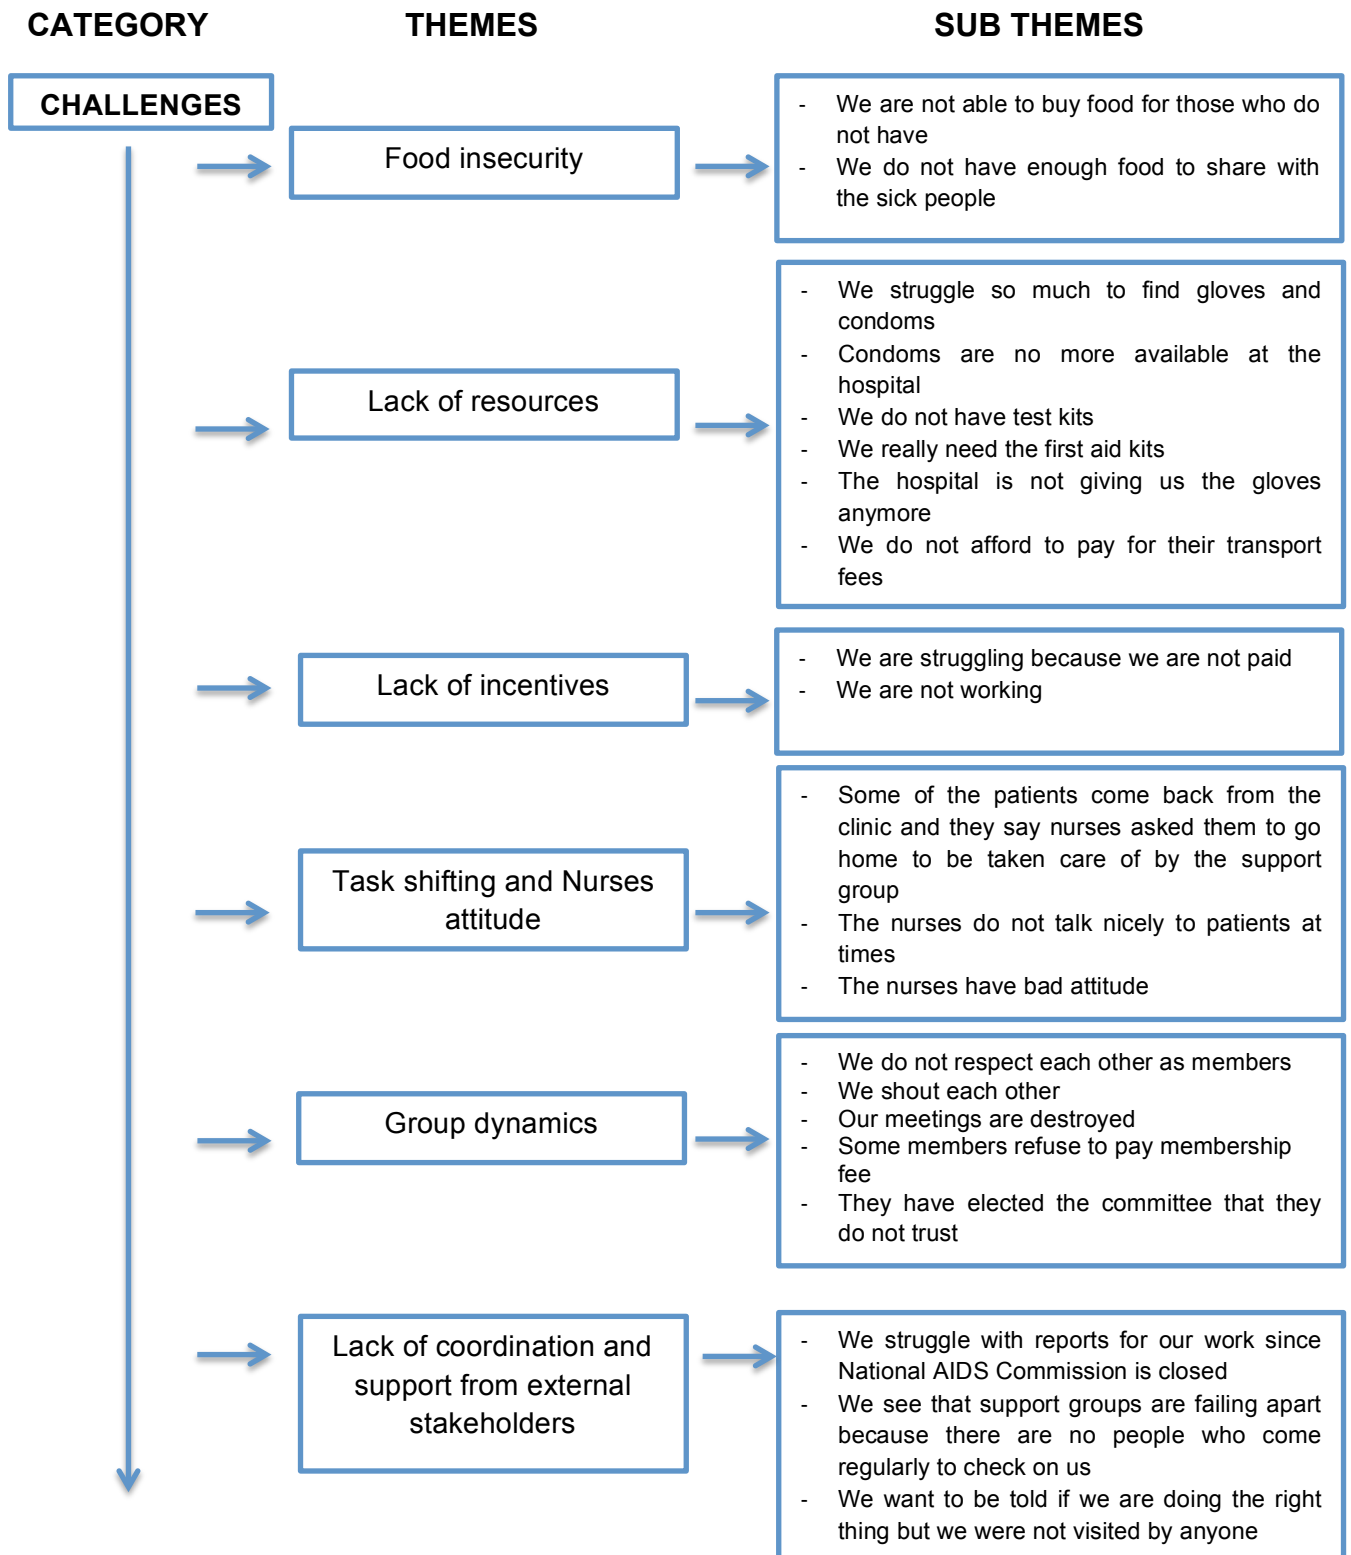 CATEGORY THEMES SUB THEMES
CHALLENGES
Food insecurity
- We are not able to buy food for those who do
not have
- We do not have enough food to share with
the sick people
Lack of resources
- We struggle so much to find gloves and
condoms
- Condoms are no more available at the
hospital
- We do not have test kits
- We really need the first aid kits
- The hospital is not giving us the gloves
anymore
- We do not afford to pay for their transport
fees
Lack of incentives
- We are struggling because we are not paid
- We are not working
Task shifting and Nurses
attitude
- Some of the patients come back from the
clinic and they say nurses asked them to go
home to be taken care of by the support
group
- The nurses do not talk nicely to patients at
times
- The nurses have bad attitude
Group dynamics
- We do not respect each other as members
- We shout each other
- Our meetings are destroyed
- Some members refuse to pay membership
fee
- They have elected the committee that they
do not trust
Lack of coordination and
support from external
stakeholders
- We struggle with reports for our work since
National AIDS Commission is closed
- We see that support groups are failing apart
because there are no people who come
regularly to check on us
- We want to be told if we are doing the right
thing but we were not visited by anyone